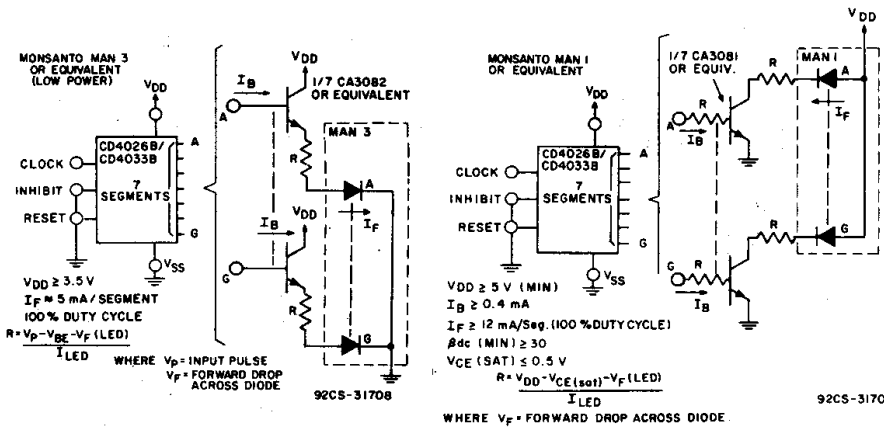 MONSANTO MAN 3
OR EQUIVALENT
(LOW POWER)
VDD
CD4026B/
CD4033B
7
SEGMENTS
A
G
CLOCK
INHIBIT
RESET
VSS
VDD ≥ 3.5 V
IF ≈ 5 mA/SEGMENT
100% DUTY CYCLE
R = VP - VBE - VF (LED)
ILED
VDD
IB
1/7 CA3082
OR EQUIVALENT
A
R
MAN 3
A
IF
VDD
IB
G
R
G
WHERE VP = INPUT PULSE
VF = FORWARD DROP
ACROSS DIODE
92CS-31708
MONSANTO MAN 1
OR EQUIVALENT
VDD
CD4026B/
CD4033B
7
SEGMENTS
A
G
CLOCK
INHIBIT
RESET
VSS
VDD ≥ 5 V (MIN)
IB ≥ 0.4 mA
IF ≥ 12 mA/Seg. (100% DUTY CYCLE)
βdc (MIN) ≥ 30
VCE (SAT) ≤ 0.5 V
R = VDD - VCE(sat) - VF (LED)
ILED
WHERE VF = FORWARD DROP ACROSS DIODE
VDD
1/7 CA3081
OR EQUIV.
MAN 1
R
A
IF
A
R
IB
R
G
G
R
IB
92CS-3170